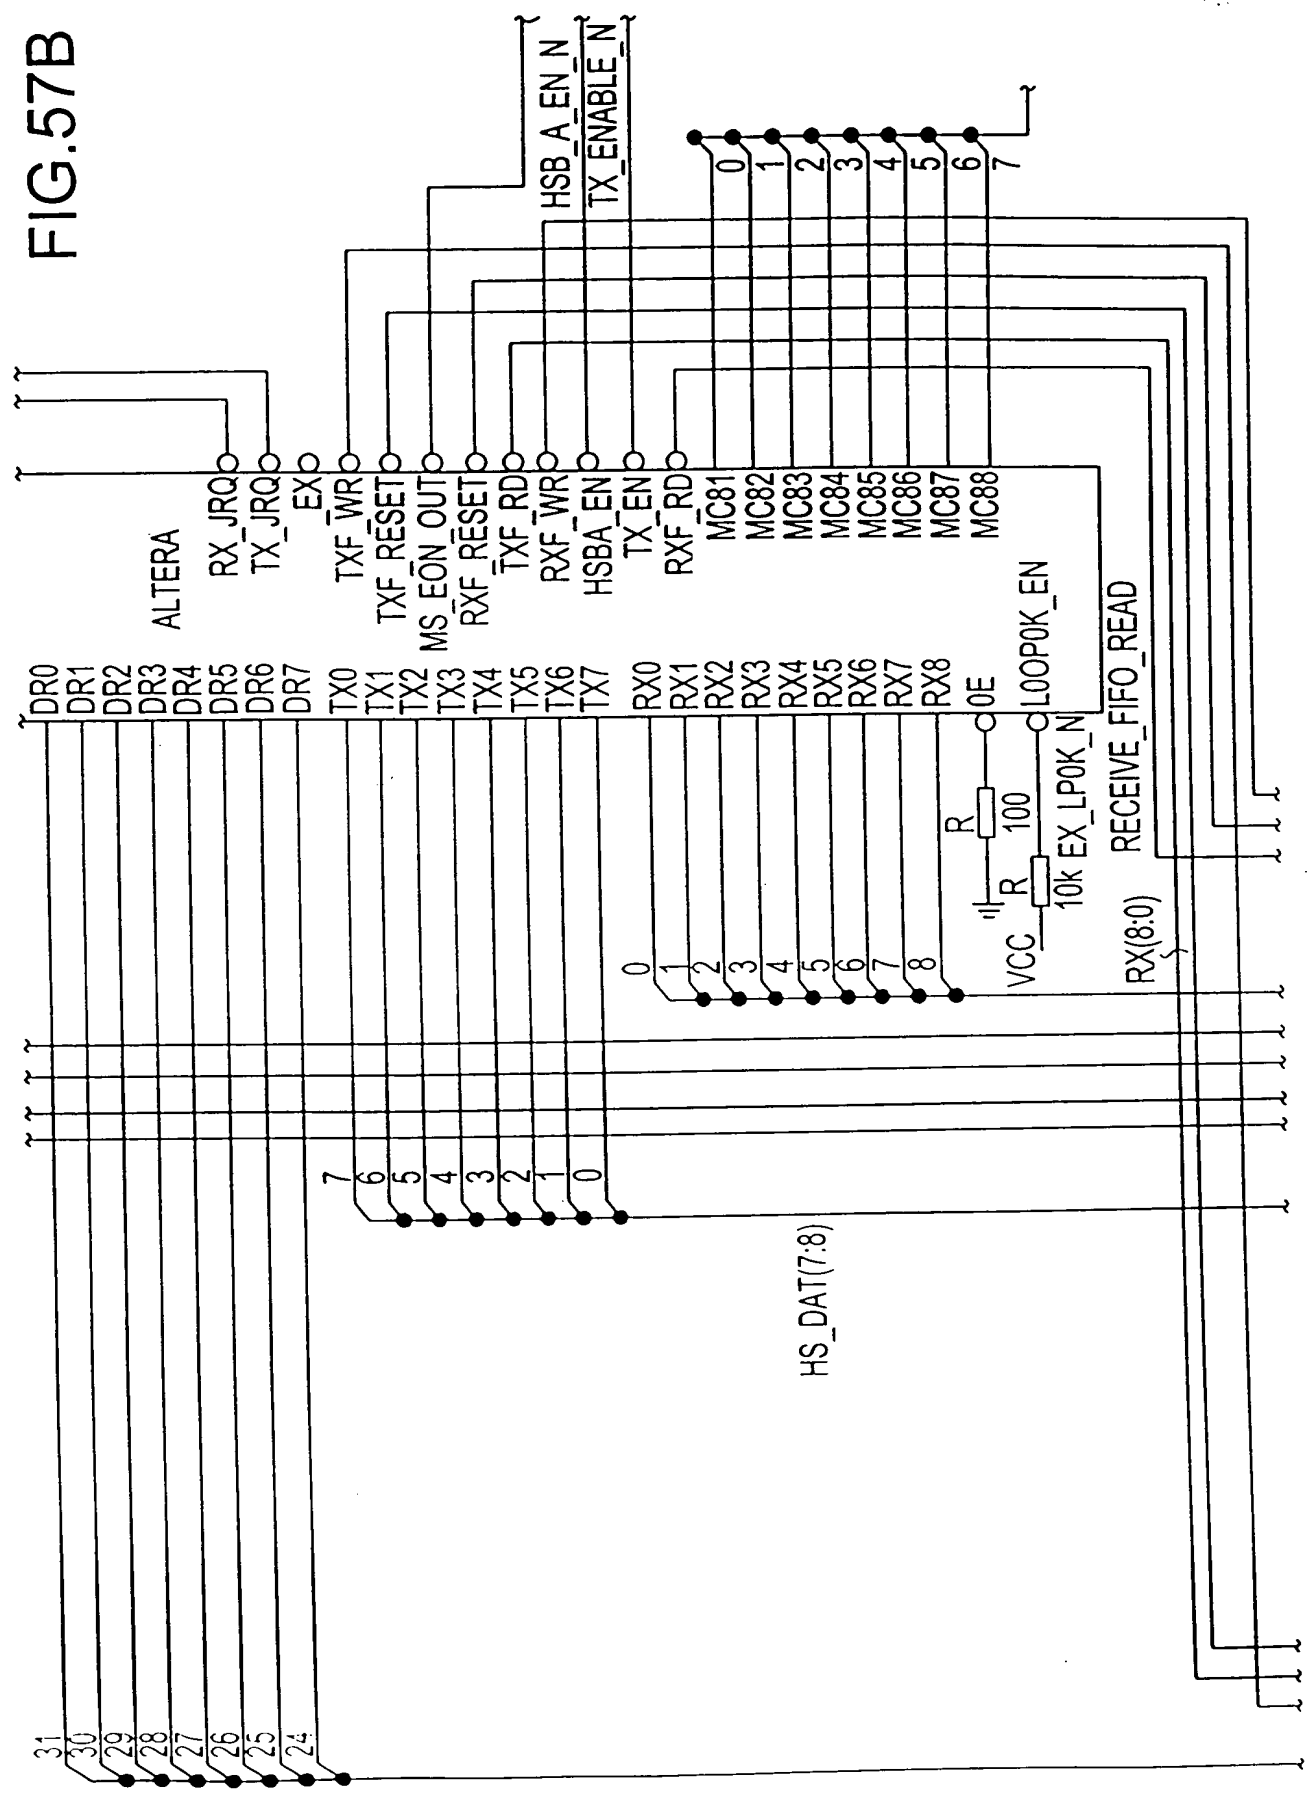 FIG.57B
HSB_A_EN_N
TX_ENABLE_N
0
1
2
3
4
5
6
7
ALTERA
RX_JRQ
TX_JRQ
EX
TXF_WR
TXF_RESET
MS_EON_OUT
RXF_RESET
TXF_RD
RXF_WR
HSBA_EN
TX_EN
RXF_RD
MC81
MC82
MC83
MC84
MC85
MC86
MC87
MC88
DR0
DR1
DR2
DR3
DR4
DR5
DR6
DR7
TX0
TX1
TX2
TX3
TX4
TX5
TX6
TX7
RX0
RX1
RX2
RX3
RX4
RX5
RX6
RX7
RX8
OE
LOOP0K_EN
R
100
R
10k
EX_LP0K_N
VCC
RECEIVE_FIFO_READ
RX(8:0)
0
1
2
3
4
5
6
7
8
7
6
5
4
3
2
1
0
HS_DAT(7:8)
31
30
29
28
27
26
25
24